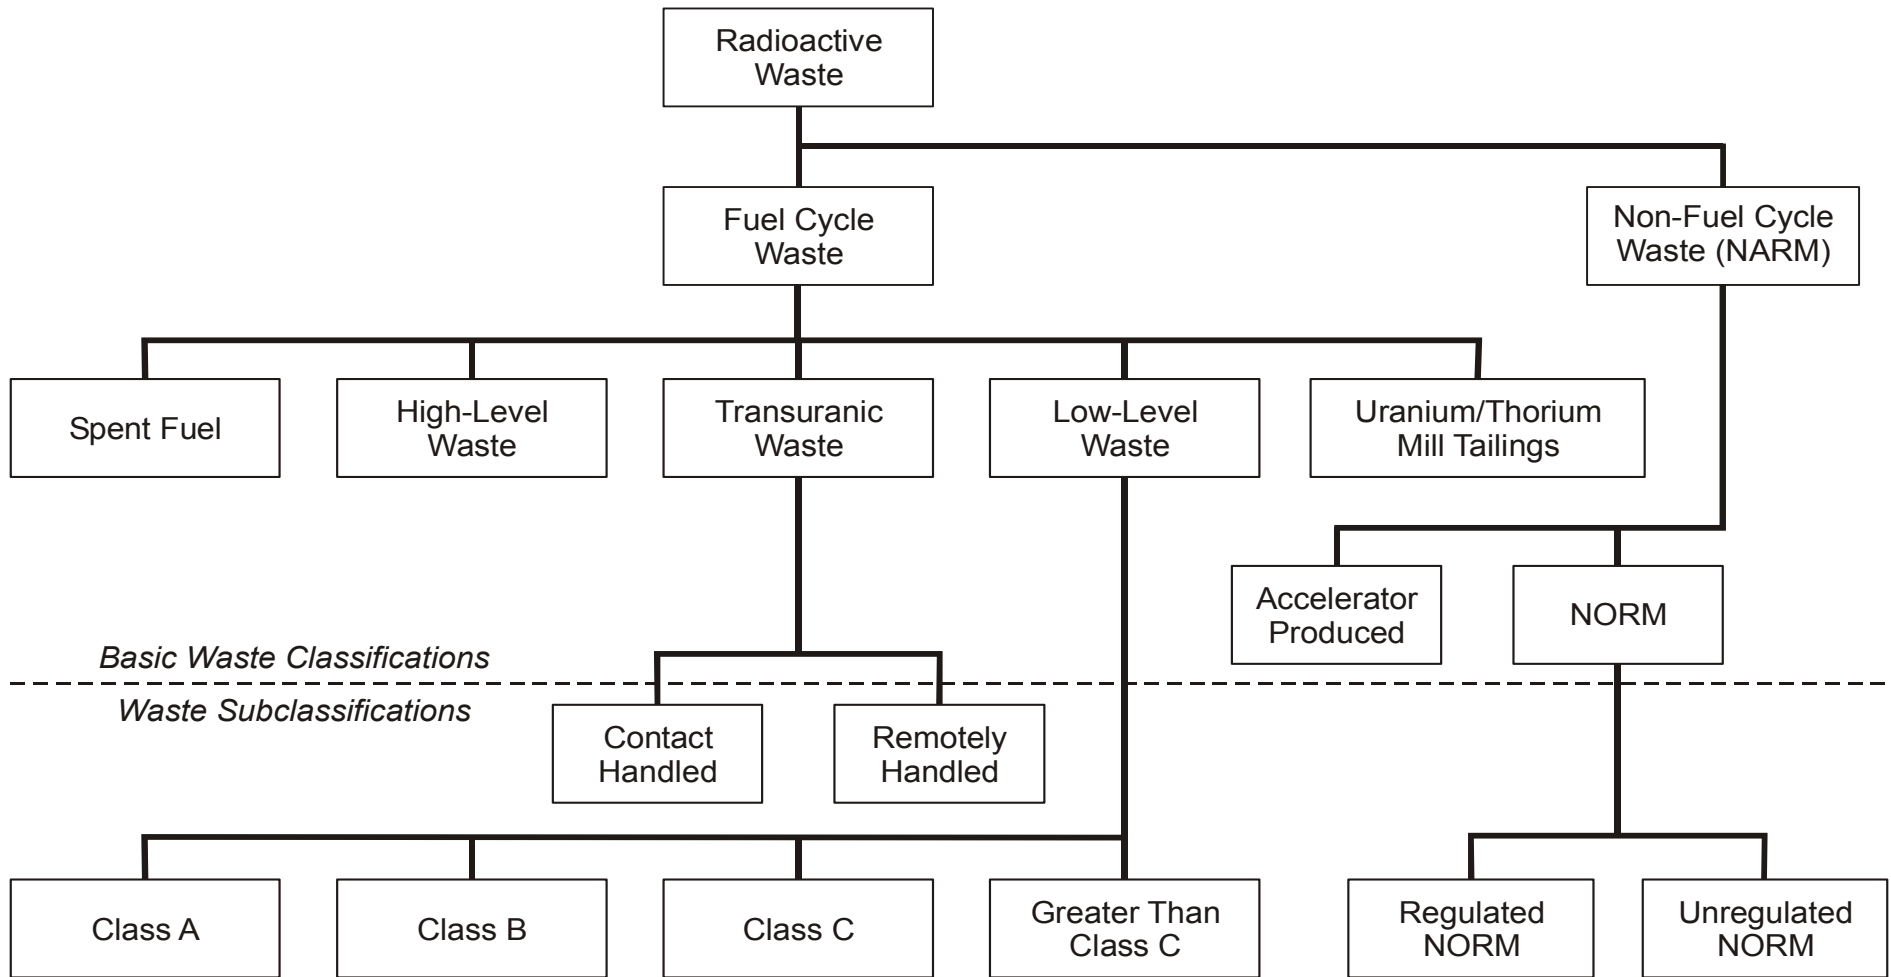 Radioactive
Waste
Fuel Cycle
Waste
Non-Fuel Cycle
Waste (NARM)
Spent Fuel
High-Level
Waste
Transuranic
Waste
Low-Level
Waste
Uranium/Thorium
Mill Tailings
Accelerator
Produced
NORM
Basic Waste Classifications
Waste Subclassifications
Contact
Handled
Remotely
Handled
Class A
Class B
Class C
Greater Than
Class C
Regulated
NORM
Unregulated
NORM